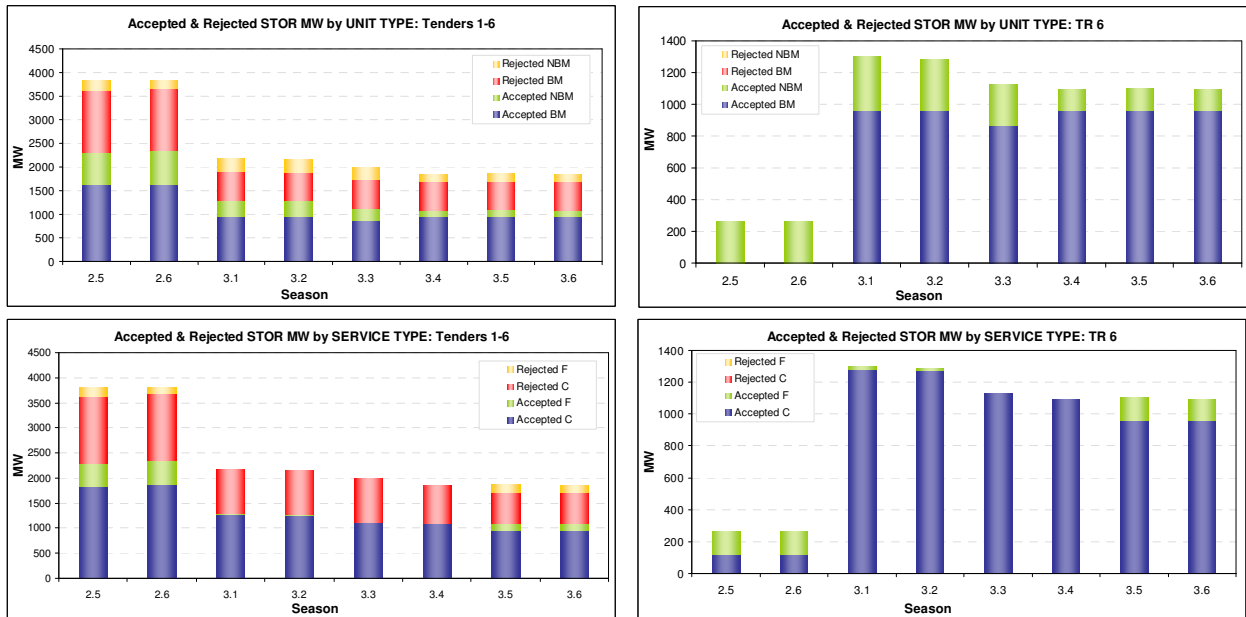 Accepted & Rejected STOR MW by UNIT TYPE: Tenders 1-6
4500
4000
3500
3000
2500
2000
1500
1000
500
0
MW
Rejected NBM
Rejected BM
Accepted NBM
Accepted BM
2.5 2.6 3.1 3.2 3.3 3.4 3.5 3.6
Season
Accepted & Rejected STOR MW by UNIT TYPE: TR 6
1400
1200
1000
800
600
400
200
0
MW
Rejected NBM
Rejected BM
Accepted NBM
Accepted BM
2.5 2.6 3.1 3.2 3.3 3.4 3.5 3.6
Season
Accepted & Rejected STOR MW by SERVICE TYPE: Tenders 1-6
4500
4000
3500
3000
2500
2000
1500
1000
500
0
MW
Rejected F
Rejected C
Accepted F
Accepted C
2.5 2.6 3.1 3.2 3.3 3.4 3.5 3.6
Season
Accepted & Rejected STOR MW by SERVICE TYPE: TR 6
1400
1200
1000
800
600
400
200
0
MW
Rejected F
Rejected C
Accepted F
Accepted C
2.5 2.6 3.1 3.2 3.3 3.4 3.5 3.6
Season